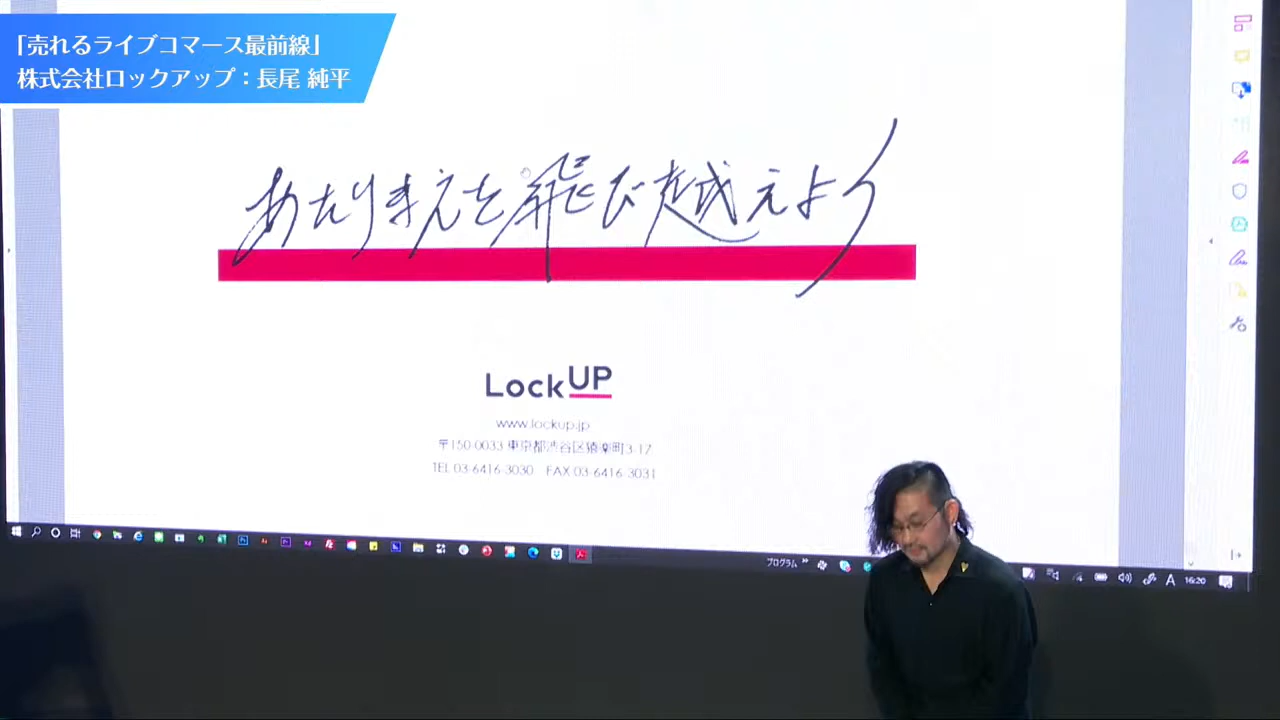 「売れるライブコマース最前線」
株式会社ロックアップ：長尾 純平
あたりまえを飛び越えよう
LockUP
www.lockup.jp
〒150-0033 東京都渋谷区猿楽町3-17
TEL 03-6416-3030 FAX 03-6416-3031
プログラム
A 16:20